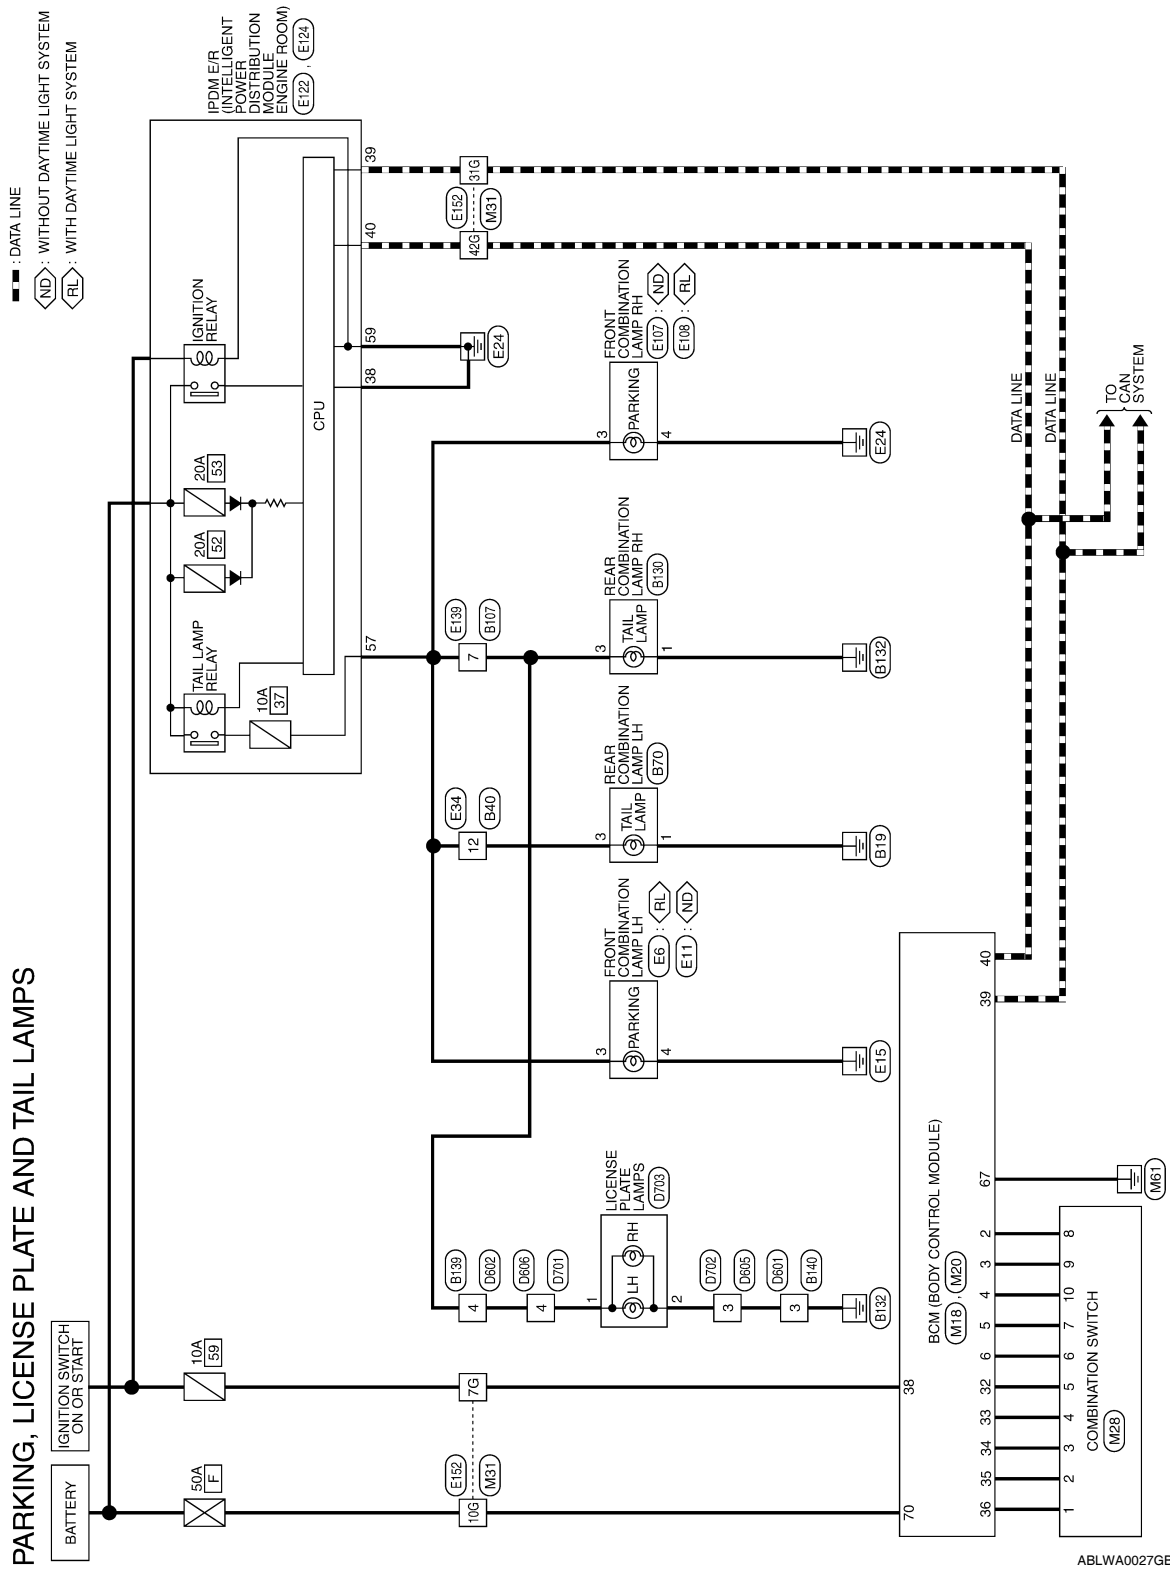 PARKING, LICENSE PLATE AND TAIL LAMPS
: DATA LINE
ND : WITHOUT DAYTIME LIGHT SYSTEM
RL : WITH DAYTIME LIGHT SYSTEM
BATTERY
IGNITION SWITCH
ON OR START
50A
F
10A
59
TAIL LAMP
RELAY
10A
37
20A
52
20A
53
IGNITION
RELAY
CPU
IPDM E/R
(INTELLIGENT
POWER
DISTRIBUTION
MODULE
ENGINE ROOM)
E122 , E124
57
38
59
40
39
E152
M31
10G
7G
B139
D602
4
D606
D701
4
E34
B40
12
E139
B107
7
E24
E152
M31
42G
31G
LICENSE
PLATE
LAMPS
D703
1
LH
RH
2
FRONT
COMBINATION
LAMP LH
E6 : RL
E11 : ND
3
PARKING
4
REAR
COMBINATION
LAMP LH
B70
3
TAIL
LAMP
1
REAR
COMBINATION
LAMP RH
B130
3
TAIL
LAMP
1
FRONT
COMBINATION
LAMP RH
E107 : ND
E108 : RL
3
PARKING
4
D702
D605
3
D601
B140
3
B132
E15
B19
B132
E24
70
38
BCM (BODY CONTROL MODULE)
M18 , M20
36
35
34
33
32
6
5
4
3
2
67
39
40
DATA LINE
DATA LINE
TO
CAN
SYSTEM
1
2
3
4
5
6
7
10
9
8
COMBINATION SWITCH
M28
M61
ABLWA0027GE